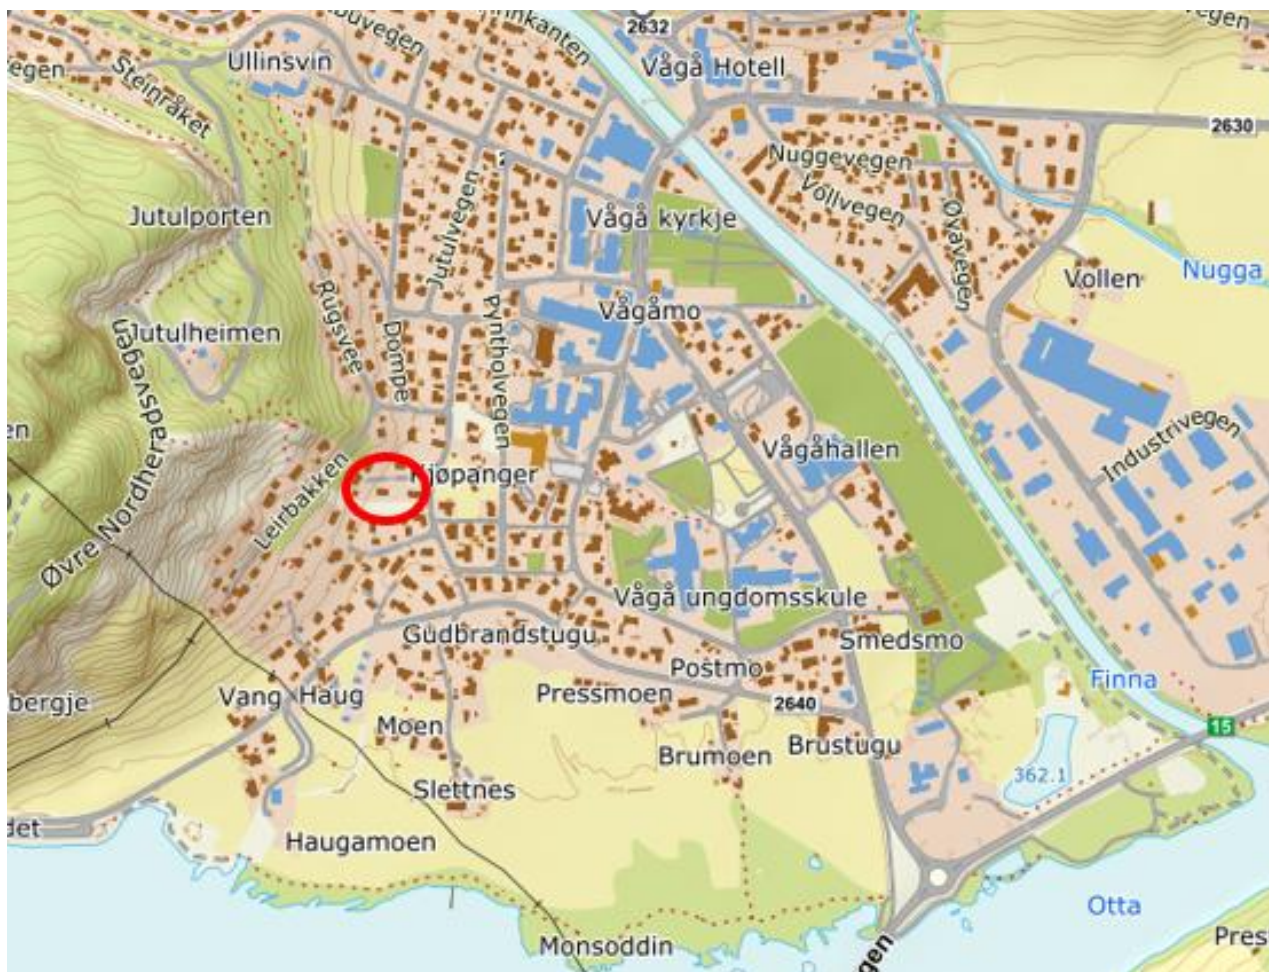 2632
Ullinsvin
Vågå Hotell
Steinråket
2630
Nuggevegen
Vollvegen
Øyavegen
Jutulporten
Jutulvegen
Vågå kyrkje
Vollen
Nugga
Rugsvee
Dompe
Pyntholvegen
Vågåmo
Jutulheimen
Øvre Nordheradsvegen
Leirbakken
Kjøpanger
Vågåhallen
Industrivegen
Vågå ungdomsskule
Gudbrandstugu
Smedsmo
Postmo
Finna
Vang
Haug
Pressmoen
2640
15
Moen
Brumoen
Brustugu
Slettnes
362.1
Haugamoen
Otta
Monsoddin